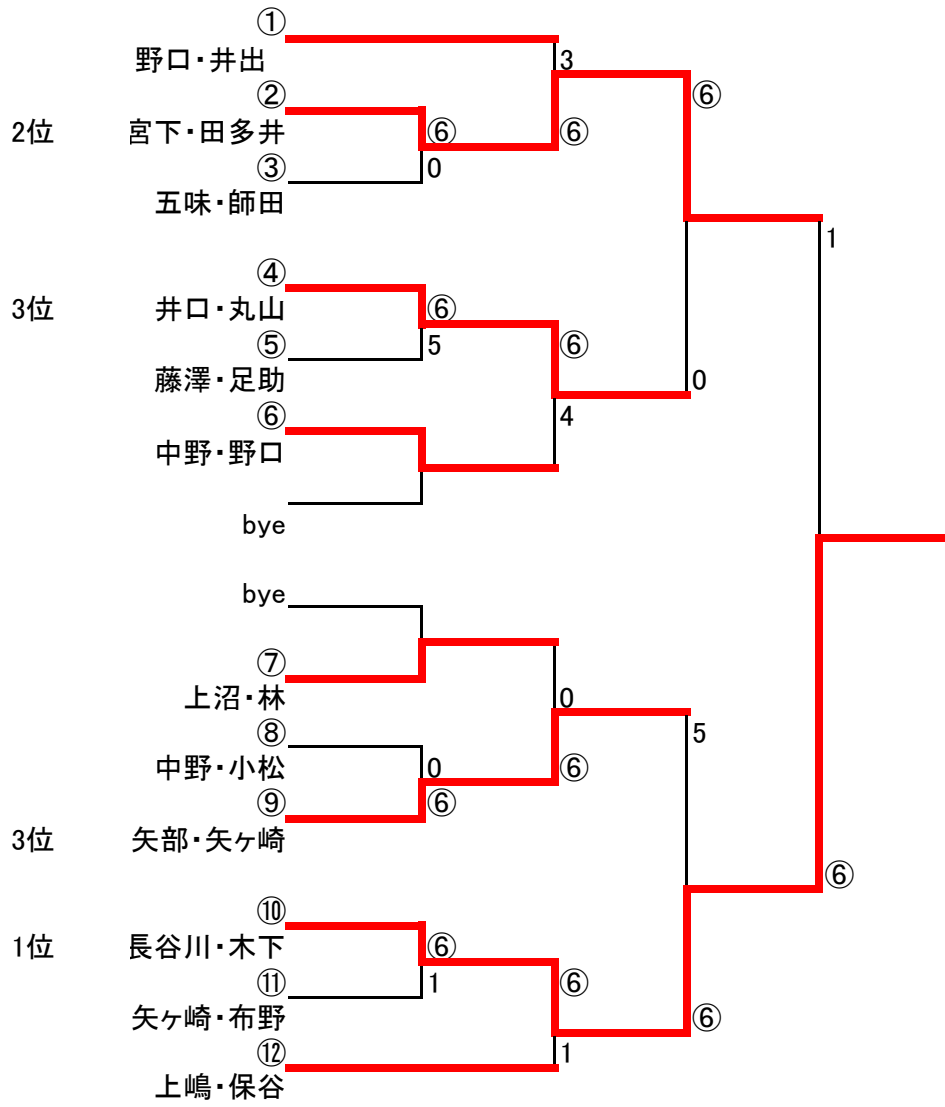 ①
野口・井出
3
②
⑥
2位 宮下・田多井 ⑥ ⑥
③
0
五味・師田
1
④
3位 井口・丸山 ⑥
⑤
5 ⑥
藤澤・足助
0
⑥
4
中野・野口
bye
bye
⑦
上沼・林
0
⑧
5
中野・小松
0 ⑥
⑨
⑥
3位 矢部・矢ヶ崎
⑥
⑩
1位 長谷川・木下 ⑥
⑪
1 ⑥
矢ヶ崎・布野
⑥
⑫
1
上嶋・保谷